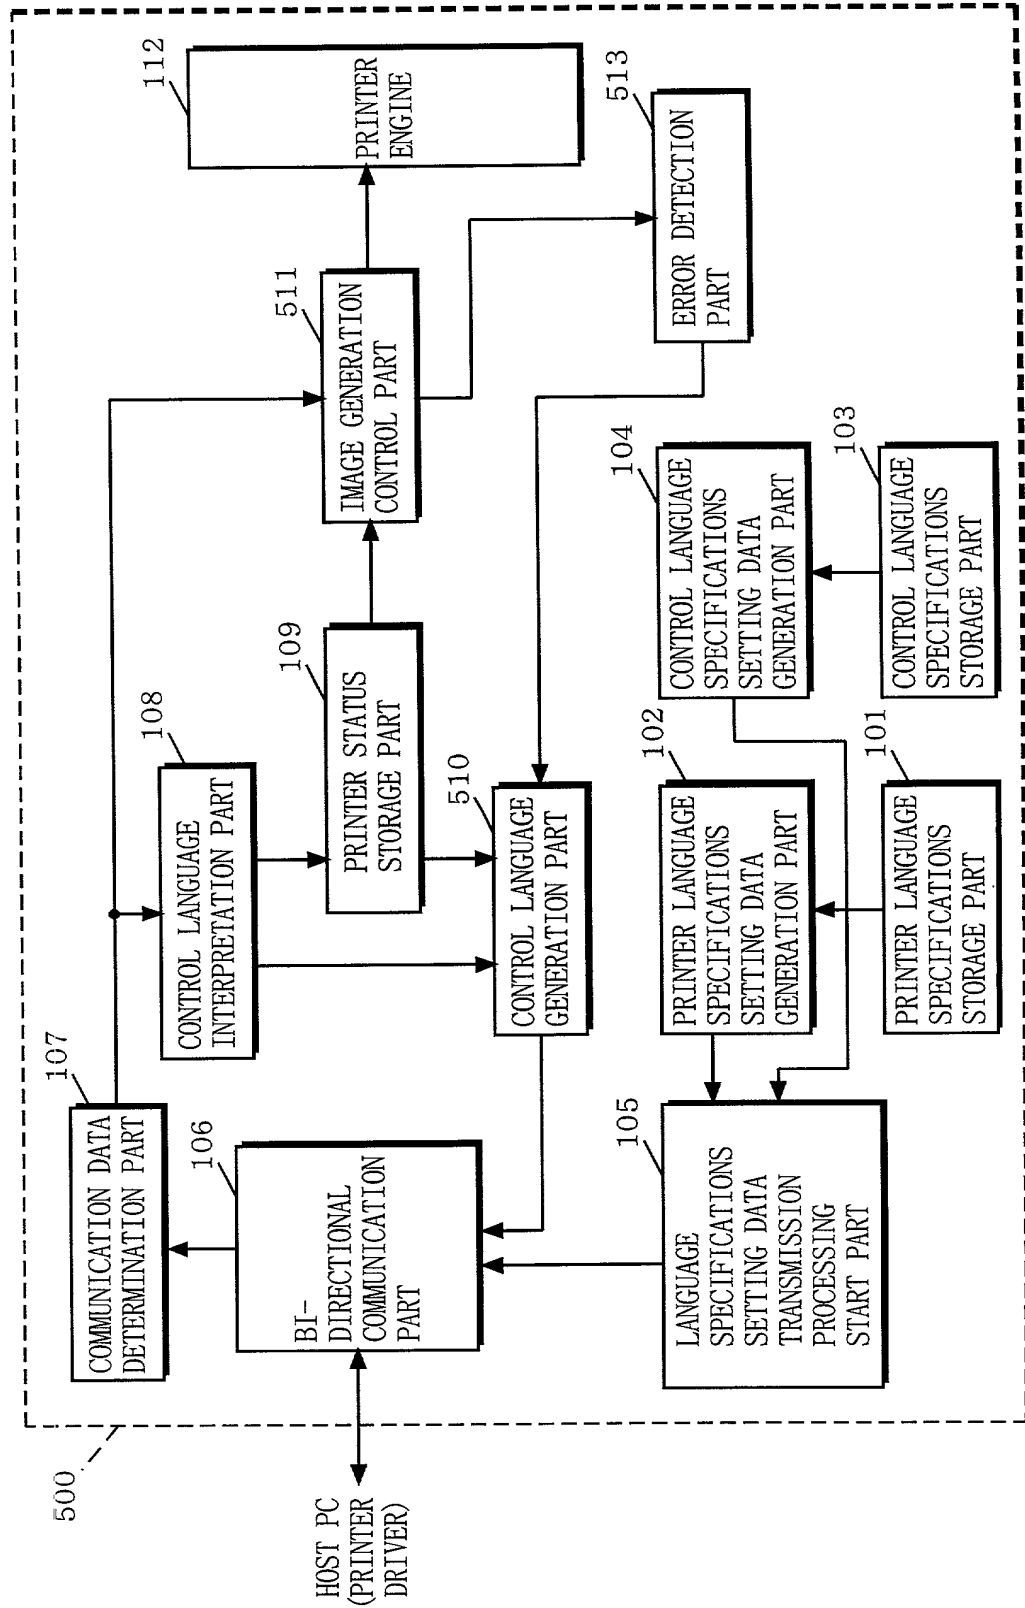 500
HOST PC
(PRINTER
DRIVER)
107
COMMUNICATION DATA
DETERMINATION PART
106
BI-
DIRECTIONAL
COMMUNICATION
PART
105
LANGUAGE
SPECIFICATIONS
SETTING DATA
TRANSMISSION
PROCESSING
START PART
108
CONTROL LANGUAGE
INTERPRETATION PART
109
PRINTER STATUS
STORAGE PART
510
CONTROL LANGUAGE
GENERATION PART
102
PRINTER LANGUAGE
SPECIFICATIONS
SETTING DATA
GENERATION PART
101
PRINTER LANGUAGE
SPECIFICATIONS
STORAGE PART
511
IMAGE GENERATION
CONTROL PART
104
CONTROL LANGUAGE
SPECIFICATIONS
SETTING DATA
GENERATION PART
103
CONTROL LANGUAGE
SPECIFICATIONS
STORAGE PART
112
PRINTER
ENGINE
513
ERROR DETECTION
PART